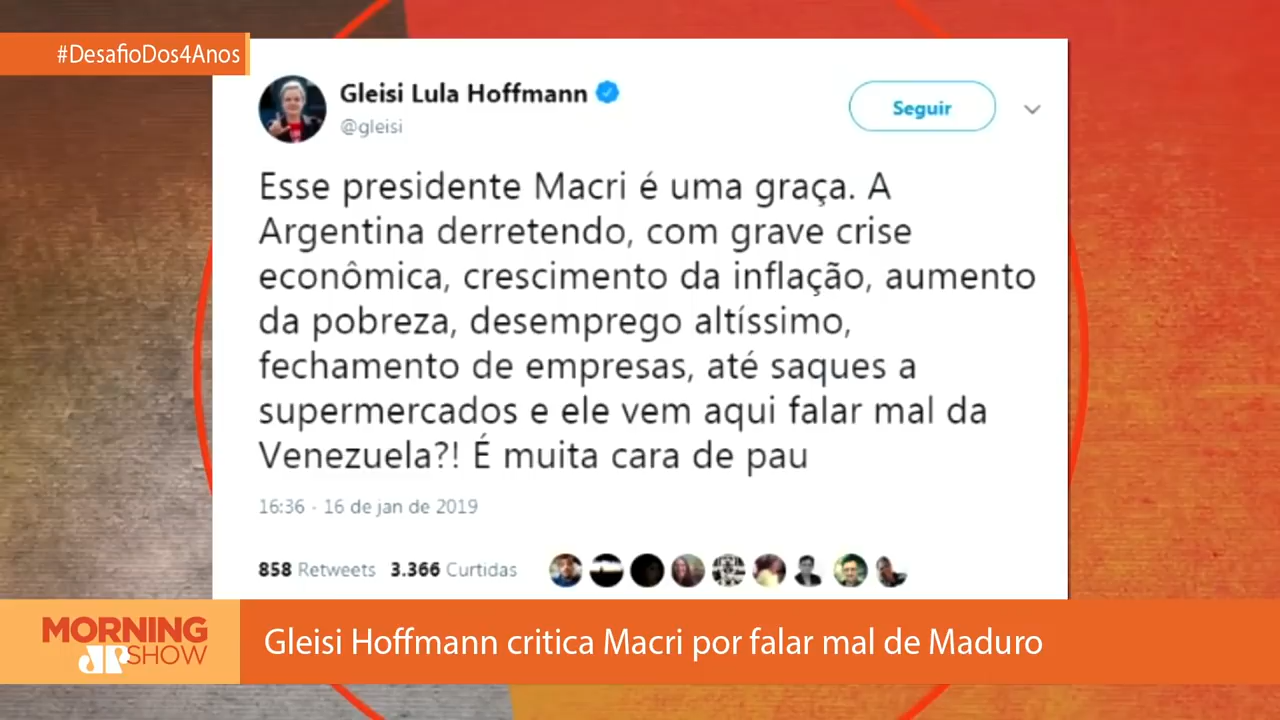 #DesafioDos4Anos
Gleisi Lula Hoffmann
@gleisi
Seguir
Esse presidente Macri é uma graça. A
Argentina derretendo, com grave crise
econômica, crescimento da inflação, aumento
da pobreza, desemprego altíssimo,
fechamento de empresas, até saques a
supermercados e ele vem aqui falar mal da
Venezuela?! É muita cara de pau
16:36 - 16 de jan de 2019
858 Retweets 3.366 Curtidas
MORNING
JP SHOW
Gleisi Hoffmann critica Macri por falar mal de Maduro